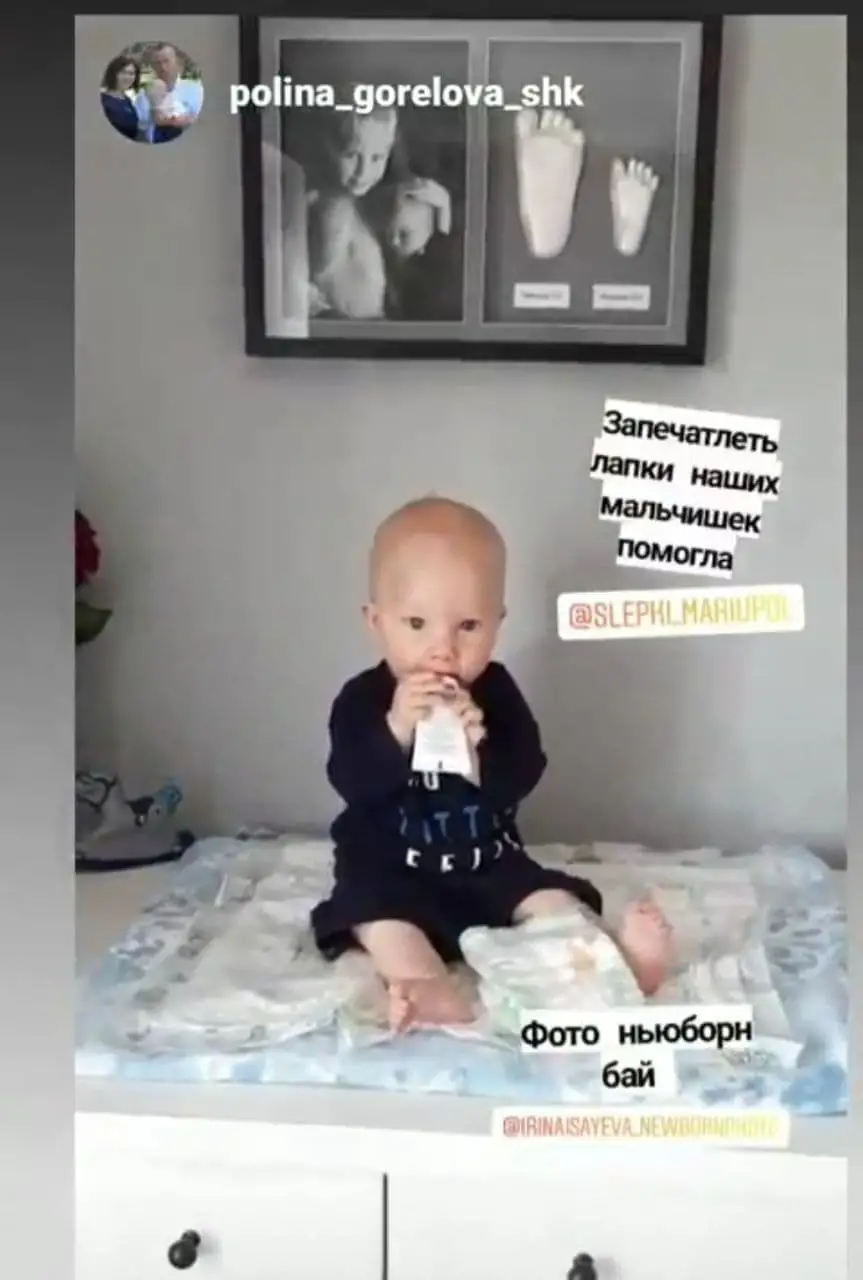 polina_gorelova_shk
Запечатлеть
лапки наших
мальчишек
помогла
@SLEPKI_MARIUPOL
Фото ньюборн
бай
@IRINAISAYEVA_NEWBORNPHOTO